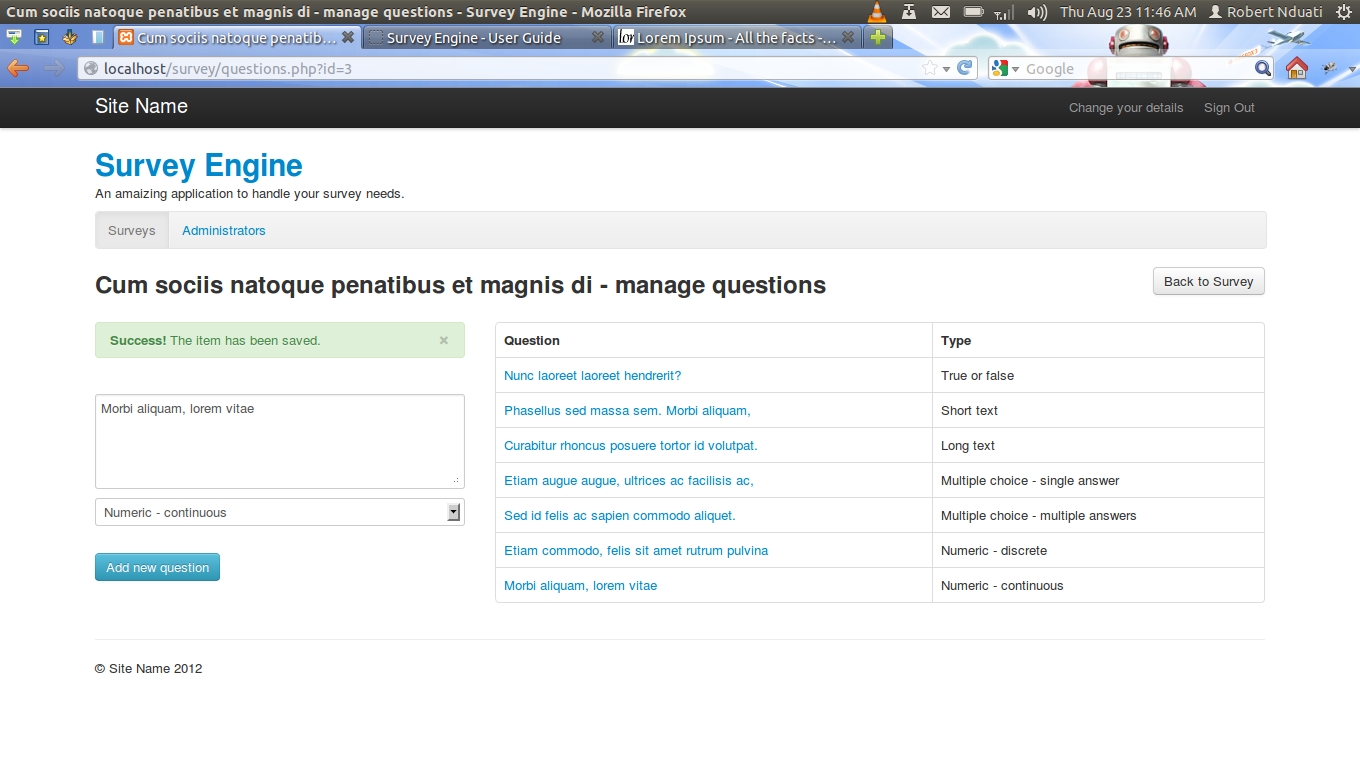 Cum sociis natoque penatibus et magnis di - manage questions - Survey Engine - Mozilla Firefox
Thu Aug 23 11:46 AM Robert Nduati
Cum sociis natoque penatib... Survey Engine - User Guide Lorem Ipsum - All the facts -...
localhost/survey/questions.php?id=3 Google
Site Name Change your details Sign Out
Survey Engine
An amaizing application to handle your survey needs.
Surveys Administrators
Cum sociis natoque penatibus et magnis di - manage questions
Back to Survey
Success! The item has been saved. ×
Morbi aliquam, lorem vitae
Numeric - continuous
Add new question
Question Type
Nunc laoreet laoreet hendrerit? True or false
Phasellus sed massa sem. Morbi aliquam, Short text
Curabitur rhoncus posuere tortor id volutpat. Long text
Etiam augue augue, ultrices ac facilisis ac, Multiple choice - single answer
Sed id felis ac sapien commodo aliquet. Multiple choice - multiple answers
Etiam commodo, felis sit amet rutrum pulvina Numeric - discrete
Morbi aliquam, lorem vitae Numeric - continuous
© Site Name 2012